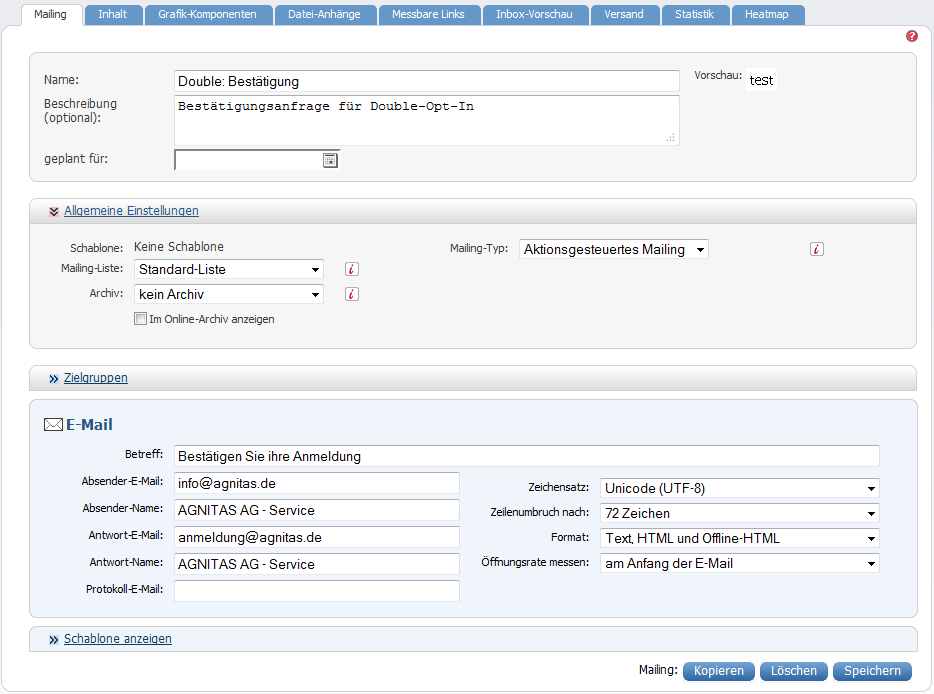 Mailing Inhalt Grafik-Komponenten Datei-Anhänge Messbare Links Inbox-Vorschau Versand Statistik Heatmap
?
Name: Double: Bestätigung Vorschau: test
Beschreibung (optional): Bestätigungsanfrage für Double-Opt-In
geplant für:
Allgemeine Einstellungen
Schablone: Keine Schablone Mailing-Typ: Aktionsgesteuertes Mailing i
Mailing-Liste: Standard-Liste i
Archiv: kein Archiv i
Im Online-Archiv anzeigen
Zielgruppen
E-Mail
Betreff: Bestätigen Sie ihre Anmeldung
Absender-E-Mail: info@agnitas.de Zeichensatz: Unicode (UTF-8)
Absender-Name: AGNITAS AG - Service Zeilenumbruch nach: 72 Zeichen
Antwort-E-Mail: anmeldung@agnitas.de Format: Text, HTML und Offline-HTML
Antwort-Name: AGNITAS AG - Service Öffnungsrate messen: am Anfang der E-Mail
Protokoll-E-Mail:
Schablone anzeigen
Mailing: Kopieren Löschen Speichern